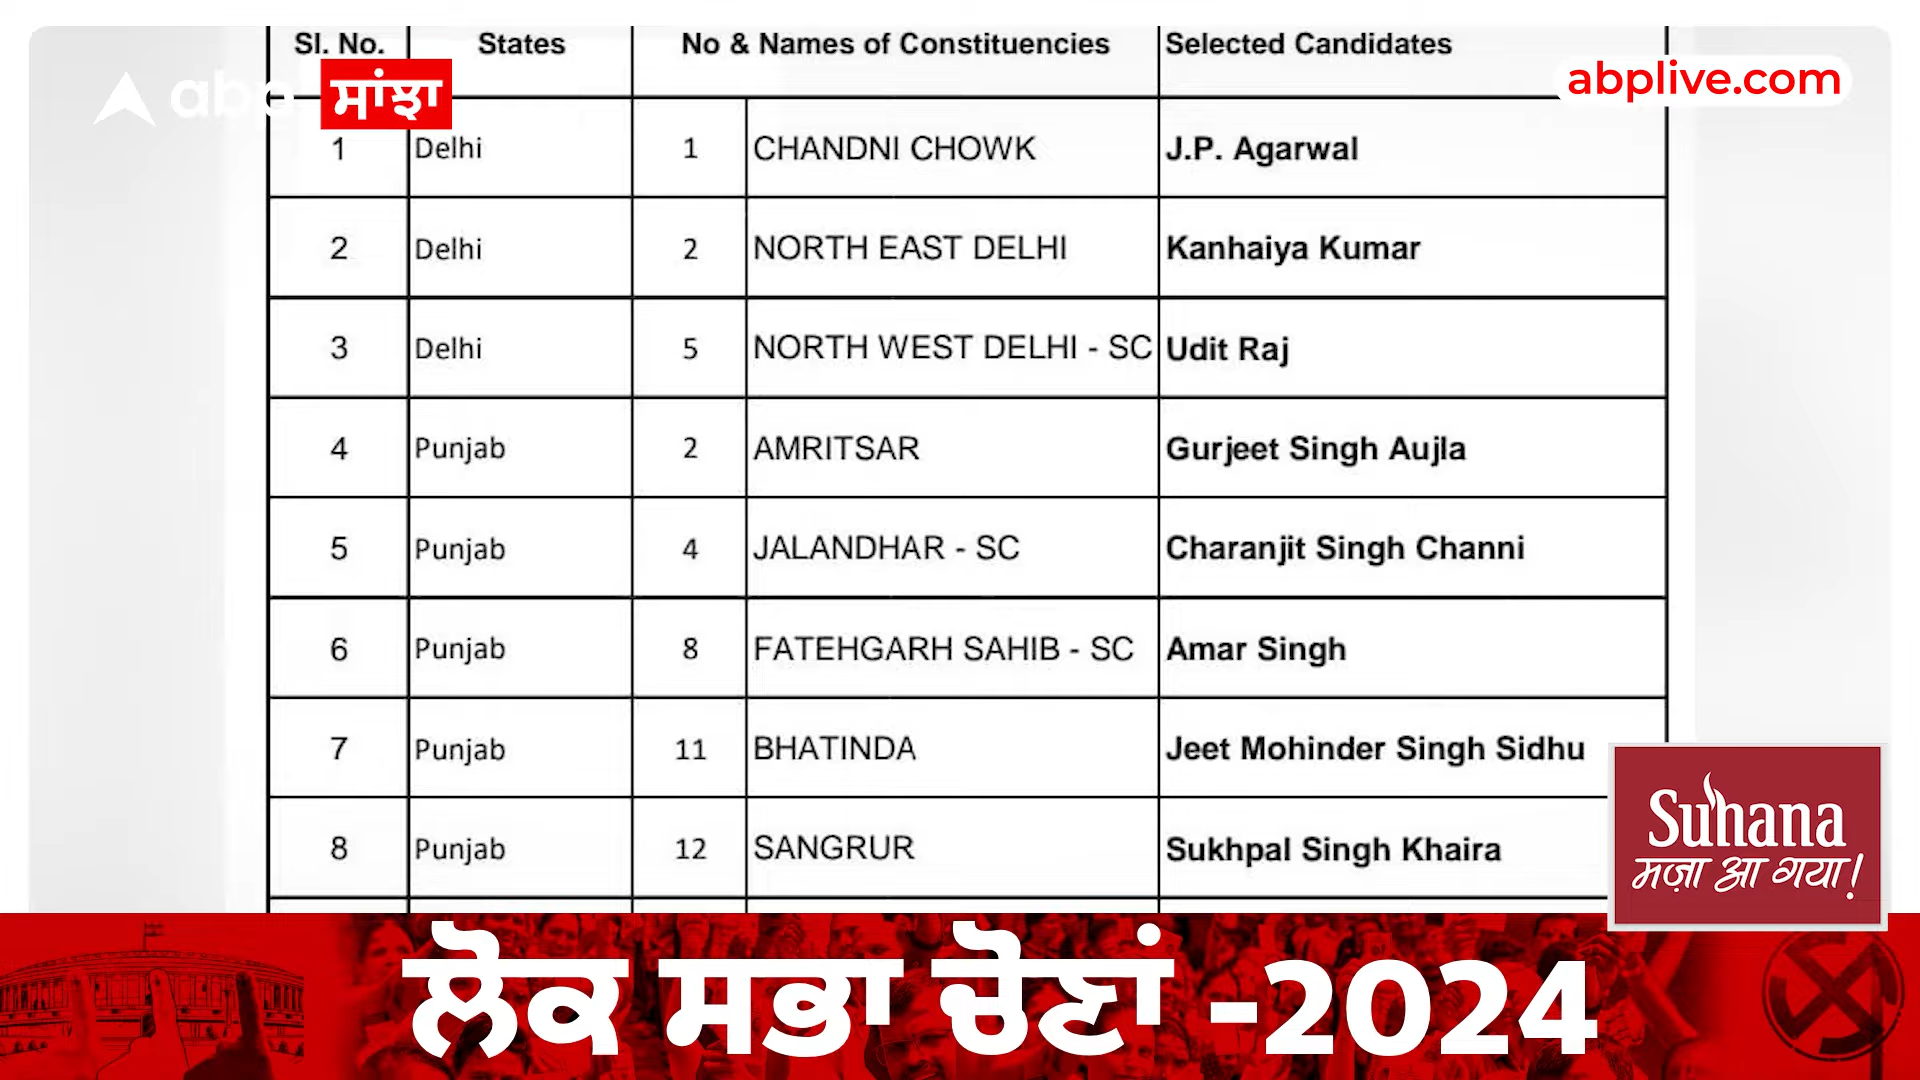 Sl. No. States No & Names of Constituencies Selected Candidates
abp ਸਾਂਝਾ
abplive.com
1 Delhi 1 CHANDNI CHOWK J.P. Agarwal
2 Delhi 2 NORTH EAST DELHI Kanhaiya Kumar
3 Delhi 5 NORTH WEST DELHI - SC Udit Raj
4 Punjab 2 AMRITSAR Gurjeet Singh Aujla
5 Punjab 4 JALANDHAR - SC Charanjit Singh Channi
6 Punjab 8 FATEHGARH SAHIB - SC Amar Singh
7 Punjab 11 BHATINDA Jeet Mohinder Singh Sidhu
8 Punjab 12 SANGRUR Sukhpal Singh Khaira
Suhana
मज़ा आ गया!
ਲੋਕ ਸਭਾ ਚੋਣਾਂ -2024